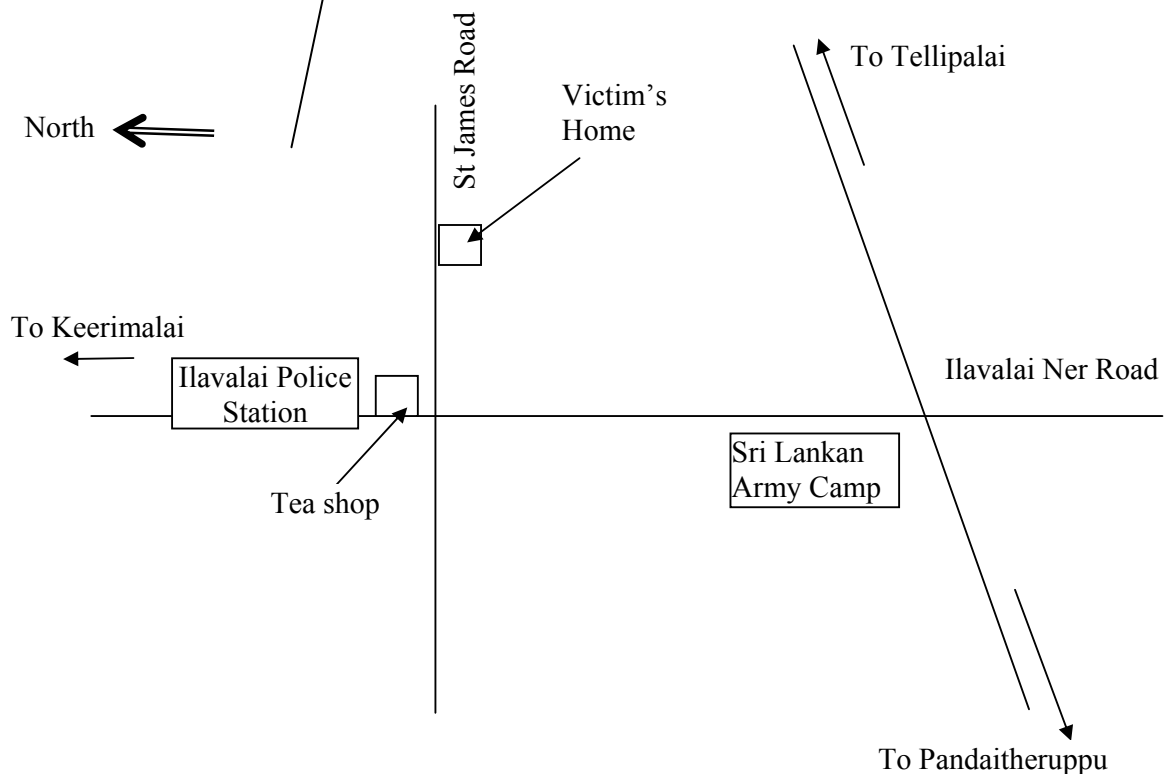 St James Road
To Tellipalai
Victim's
Home
North
To Keerimalai
Ilavalai Police
Station
Ilavalai Ner Road
Sri Lankan
Army Camp
Tea shop
To Pandaitheruppu